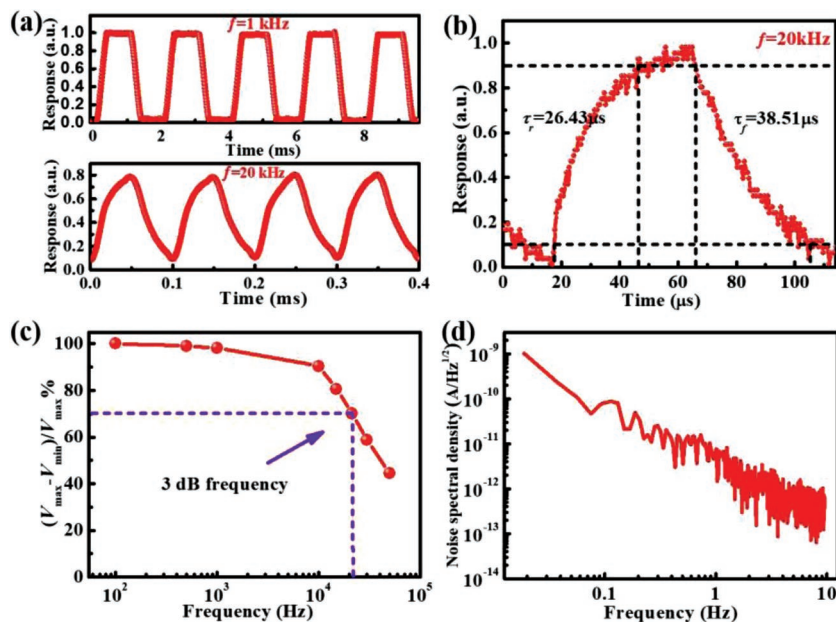 (a)
f=1 kHz
Response (a.u.)
1.0
0.8
0.6
0.4
0.2
0.0
0 2 4 6 8
Time (ms)
f=20 kHz
Response (a.u.)
0.8
0.6
0.4
0.2
0.0
0.0 0.1 0.2 0.3 0.4
Time (ms)
(b)
f=20kHz
Response (a.u.)
1.0
0.8
0.6
0.4
0.2
0.0
τr=26.43μs
τf=38.51μs
0 20 40 60 80 100
Time (μs)
(c)
(Vmax-Vmin)/Vmax%
100
80
60
40
20
0
3 dB frequency
10² 10³ 10⁴ 10⁵
Frequency (Hz)
(d)
Noise spectral density (A/Hz1/2)
10⁻⁹
10⁻¹⁰
10⁻¹¹
10⁻¹²
10⁻¹³
10⁻¹⁴
0.1 1 10
Frequency (Hz)